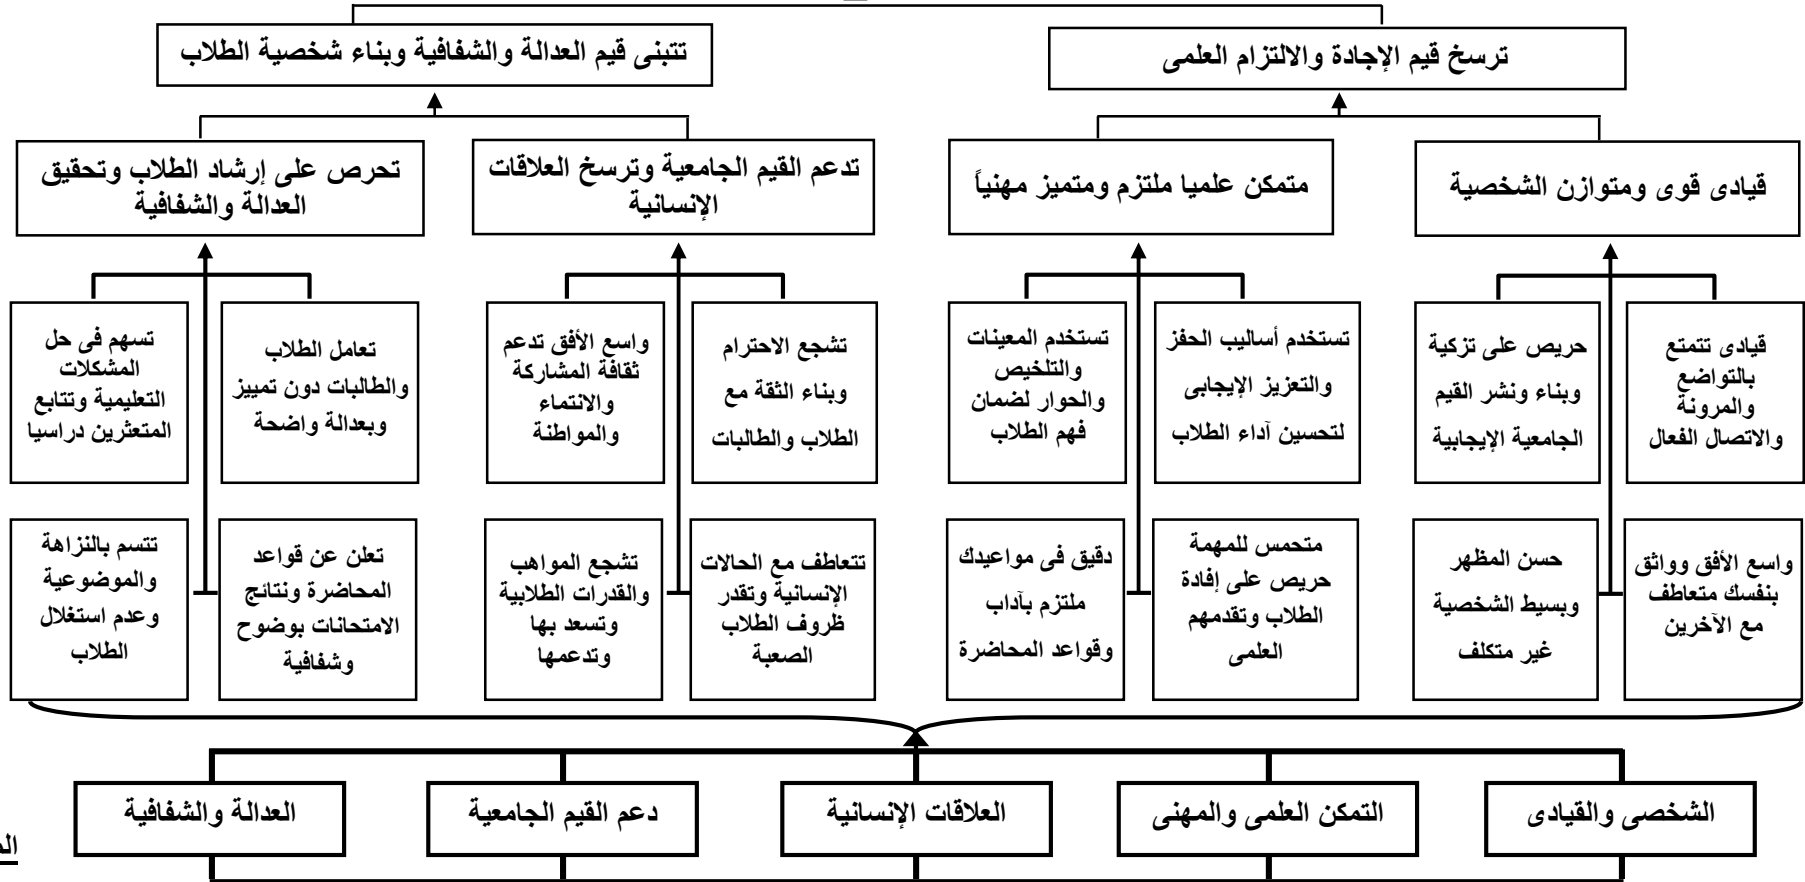 ترسخ قيم الإجادة والالتزام العلمى
تتبنى قيم العدالة والشفافية وبناء شخصية الطلاب
قيادى قوى ومتوازن الشخصية
متمكن علميا ملتزم ومتميز مهنياً
تدعم القيم الجامعية وترسخ العلاقات
الإنسانية
تحرص على إرشاد الطلاب وتحقيق
العدالة والشفافية
قيادى تتمتع
بالتواضع
والمرونة
والاتصال الفعال
حريص على تزكية
وبناء ونشر القيم
الجامعية الإيجابية
تستخدم أساليب الحفز
والتعزيز الإيجابى
لتحسين آداء الطلاب
تستخدم المعينات
والتلخيص
والحوار لضمان
فهم الطلاب
تشجع الاحترام
وبناء الثقة مع
الطلاب والطالبات
واسع الأفق تدعم
ثقافة المشاركة
والانتماء
والمواطنة
تعامل الطلاب
والطالبات دون تمييز
وبعدالة واضحة
تسهم فى حل
المشكلات
التعليمية وتتابع
المتعثرين دراسيا
واسع الأفق وواثق
بنفسك متعاطف
مع الآخرين
حسن المظهر
وبسيط الشخصية
غير متكلف
متحمس للمهمة
حريص على إفادة
الطلاب وتقدمهم
العلمى
دقيق فى مواعيدك
ملتزم بآداب
وقواعد المحاضرة
تتعاطف مع الحالات
الإنسانية وتقدر
ظروف الطلاب
الصعبة
تشجع المواهب
والقدرات الطلابية
وتسعد بها
وتدعمها
تعلن عن قواعد
المحاضرة ونتائج
الامتحانات بوضوح
وشفافية
تتسم بالنزاهة
والموضوعية
وعدم استغلال
الطلاب
الشخصى والقيادى
التمكن العلمى والمهنى
العلاقات الإنسانية
دعم القيم الجامعية
العدالة والشفافية